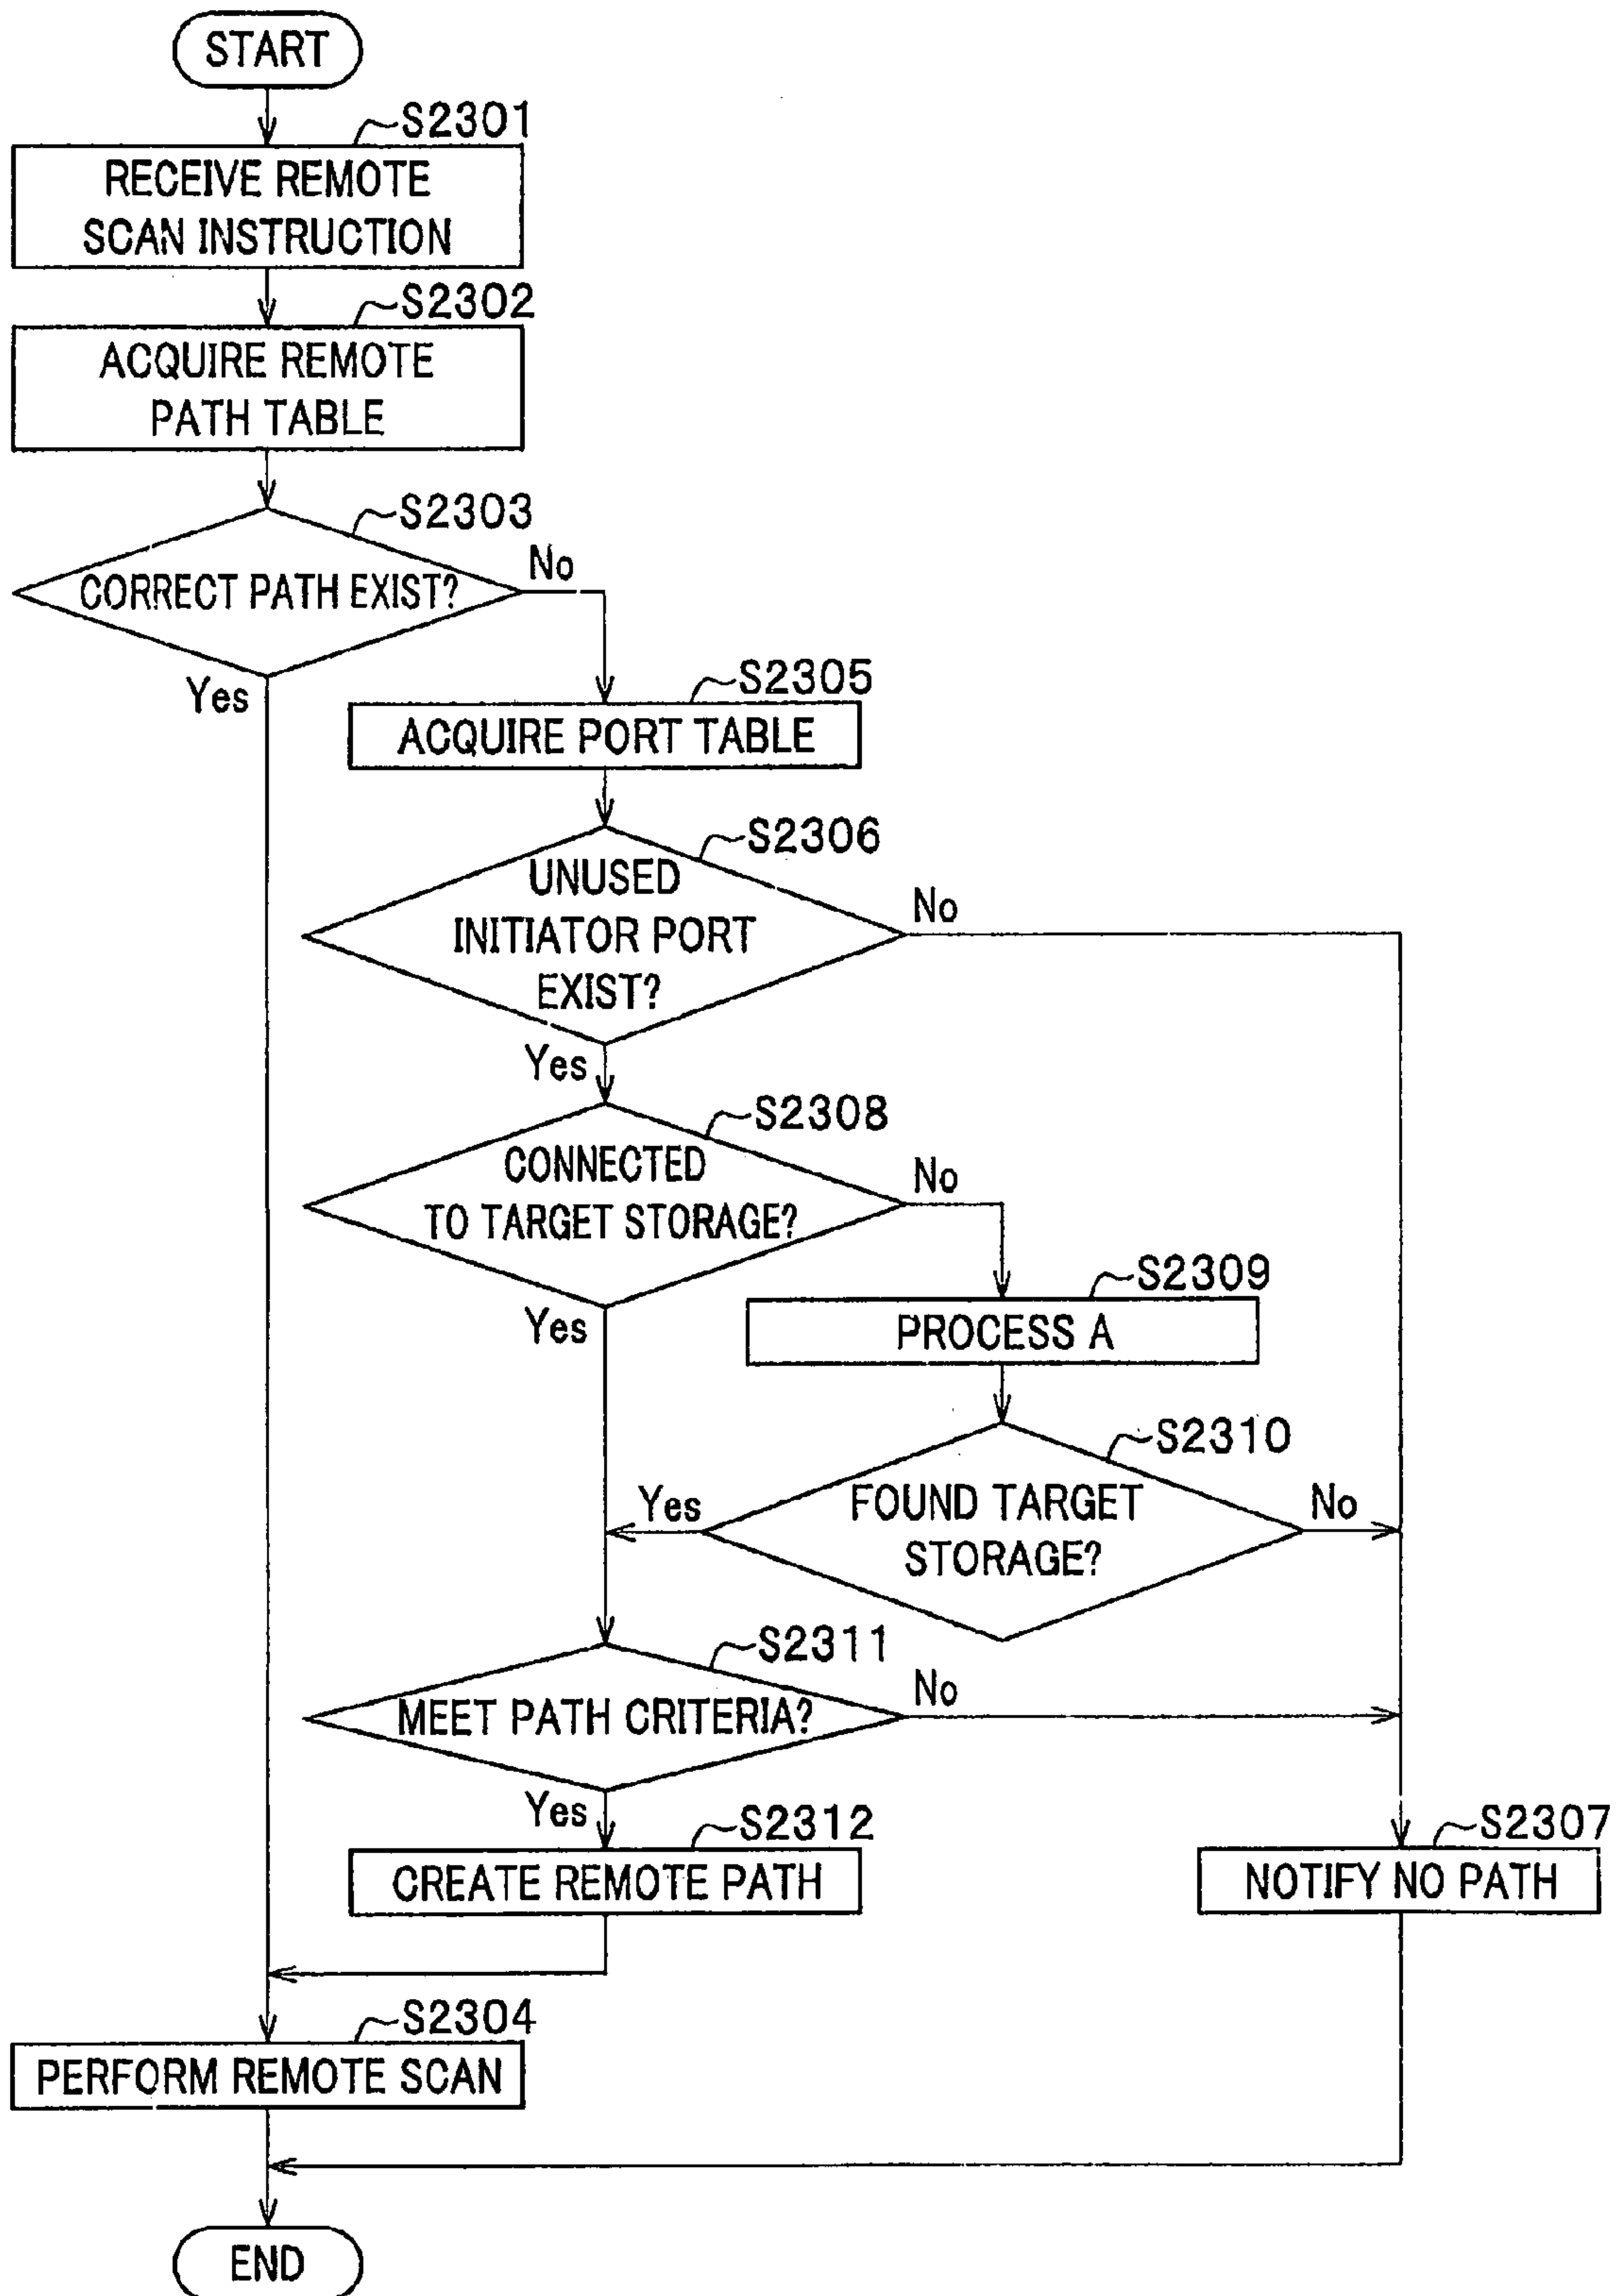 START
S2301
RECEIVE REMOTE
SCAN INSTRUCTION
S2302
ACQUIRE REMOTE
PATH TABLE
S2303
CORRECT PATH EXIST?
No
Yes
S2305
ACQUIRE PORT TABLE
S2306
UNUSED
INITIATOR PORT
EXIST?
No
Yes
S2308
CONNECTED
TO TARGET STORAGE?
No
Yes
S2309
PROCESS A
S2310
FOUND TARGET
STORAGE?
Yes
No
S2311
MEET PATH CRITERIA?
No
Yes
S2312
CREATE REMOTE PATH
S2307
NOTIFY NO PATH
S2304
PERFORM REMOTE SCAN
END